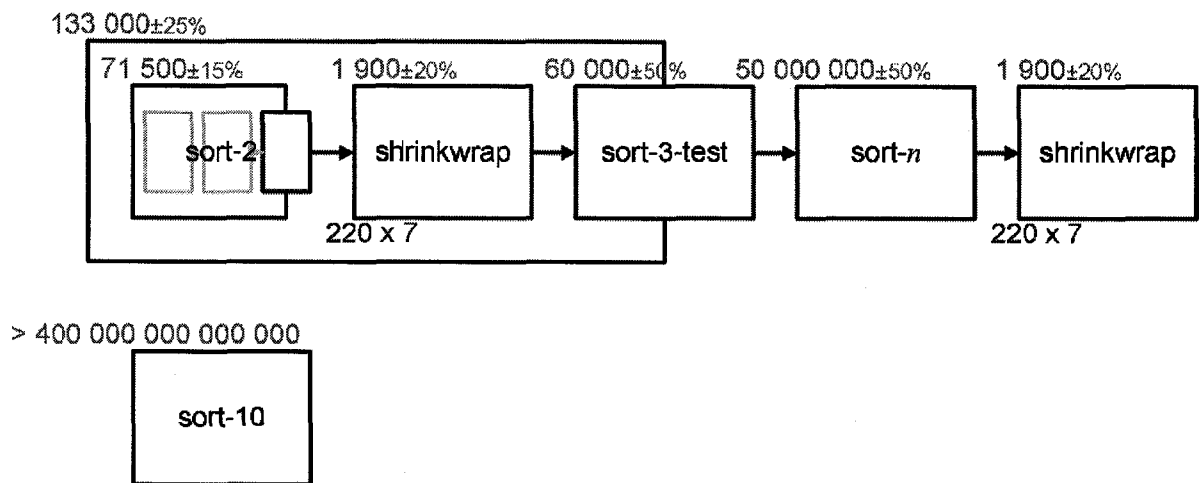 133 000±25%
71 500±15% 1 900±20% 60 000±50% 50 000 000±50% 1 900±20%
sort-2 shrinkwrap sort-3-test sort-n shrinkwrap
220 x 7 220 x 7
> 400 000 000 000 000
sort-10